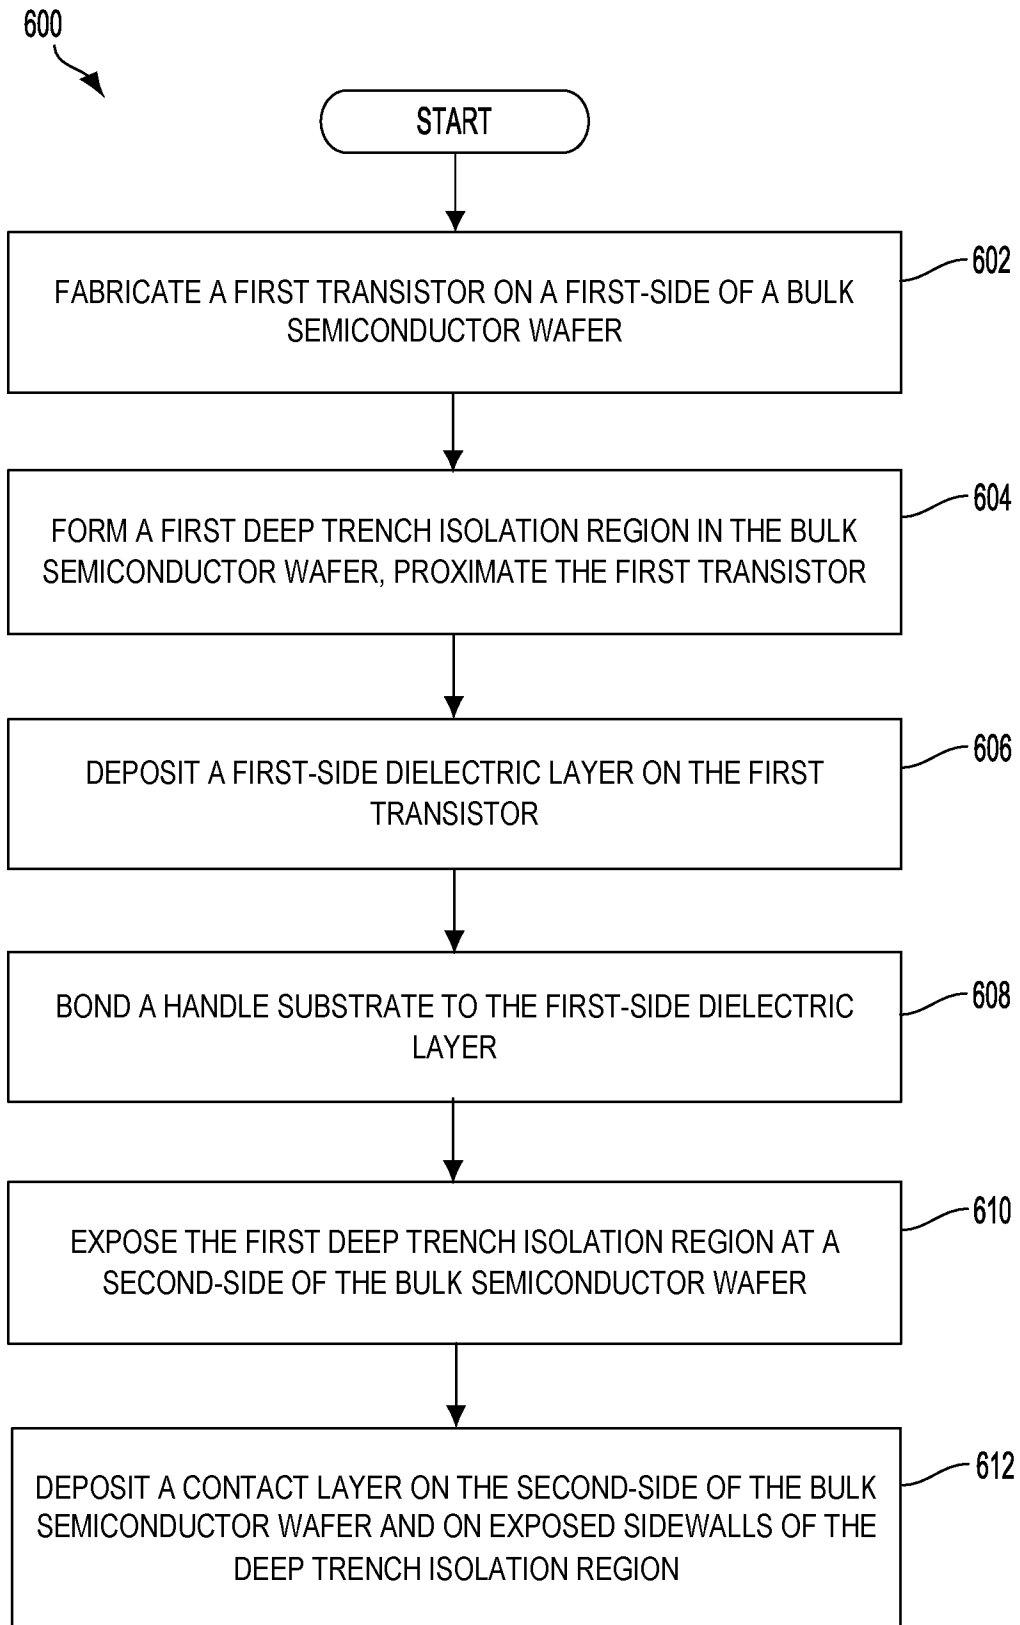 600
START
FABRICATE A FIRST TRANSISTOR ON A FIRST-SIDE OF A BULK
SEMICONDUCTOR WAFER
602
FORM A FIRST DEEP TRENCH ISOLATION REGION IN THE BULK
SEMICONDUCTOR WAFER, PROXIMATE THE FIRST TRANSISTOR
604
DEPOSIT A FIRST-SIDE DIELECTRIC LAYER ON THE FIRST
TRANSISTOR
606
BOND A HANDLE SUBSTRATE TO THE FIRST-SIDE DIELECTRIC
LAYER
608
EXPOSE THE FIRST DEEP TRENCH ISOLATION REGION AT A
SECOND-SIDE OF THE BULK SEMICONDUCTOR WAFER
610
DEPOSIT A CONTACT LAYER ON THE SECOND-SIDE OF THE BULK
SEMICONDUCTOR WAFER AND ON EXPOSED SIDEWALLS OF THE
DEEP TRENCH ISOLATION REGION
612